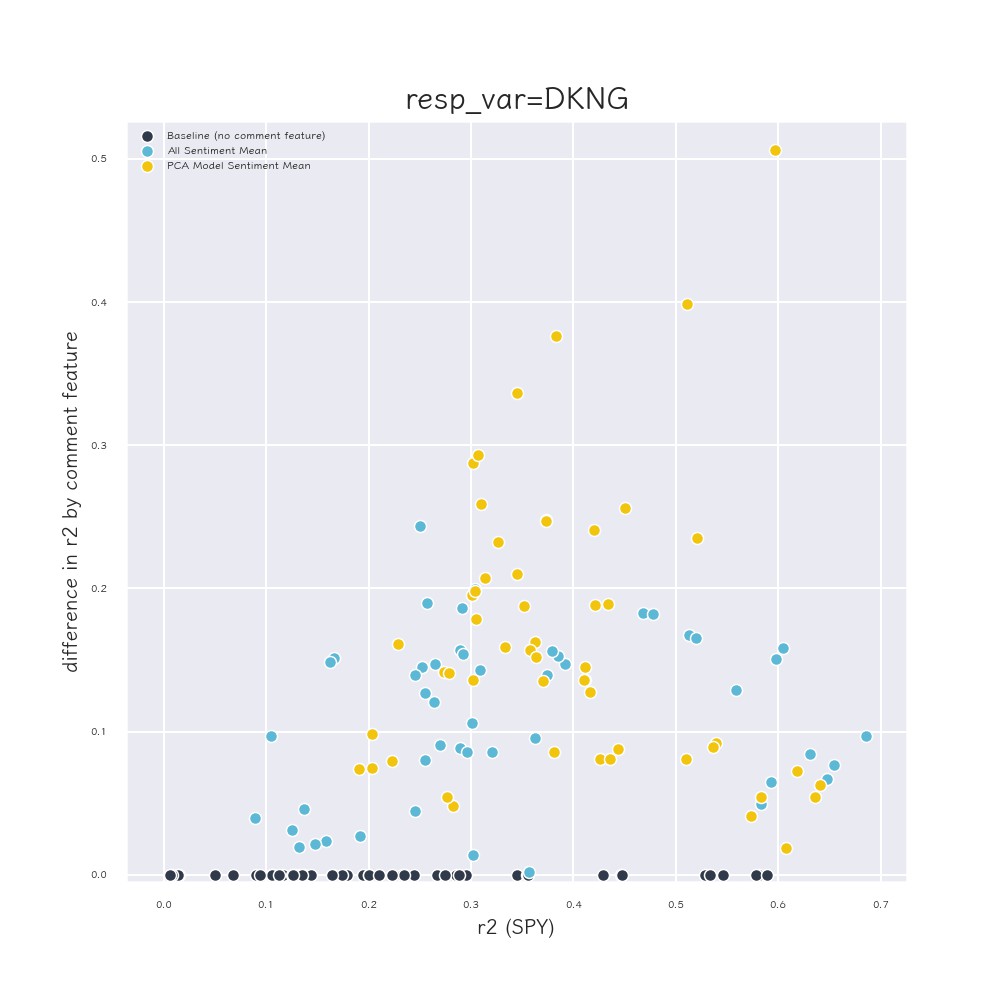 resp_var=DKNG
Baseline (no comment feature)
All Sentiment Mean
PCA Model Sentiment Mean
difference in r2 by comment feature
0.5
0.4
0.3
0.2
0.1
0.0
0.0 0.1 0.2 0.3 0.4 0.5 0.6 0.7
r2 (SPY)